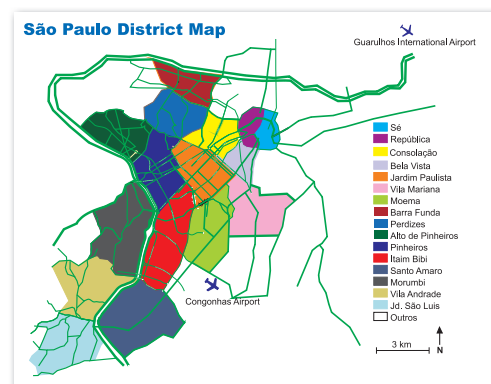 São Paulo District Map
Guarulhos International Airport
Sé
República
Consolação
Bela Vista
Jardim Paulista
Vila Mariana
Moema
Barra Funda
Perdizes
Alto de Pinheiros
Pinheiros
Itaim Bibi
Santo Amaro
Morumbi
Vila Andrade
Jd. São Luis
Outros
Congonhas Airport
3 km
N